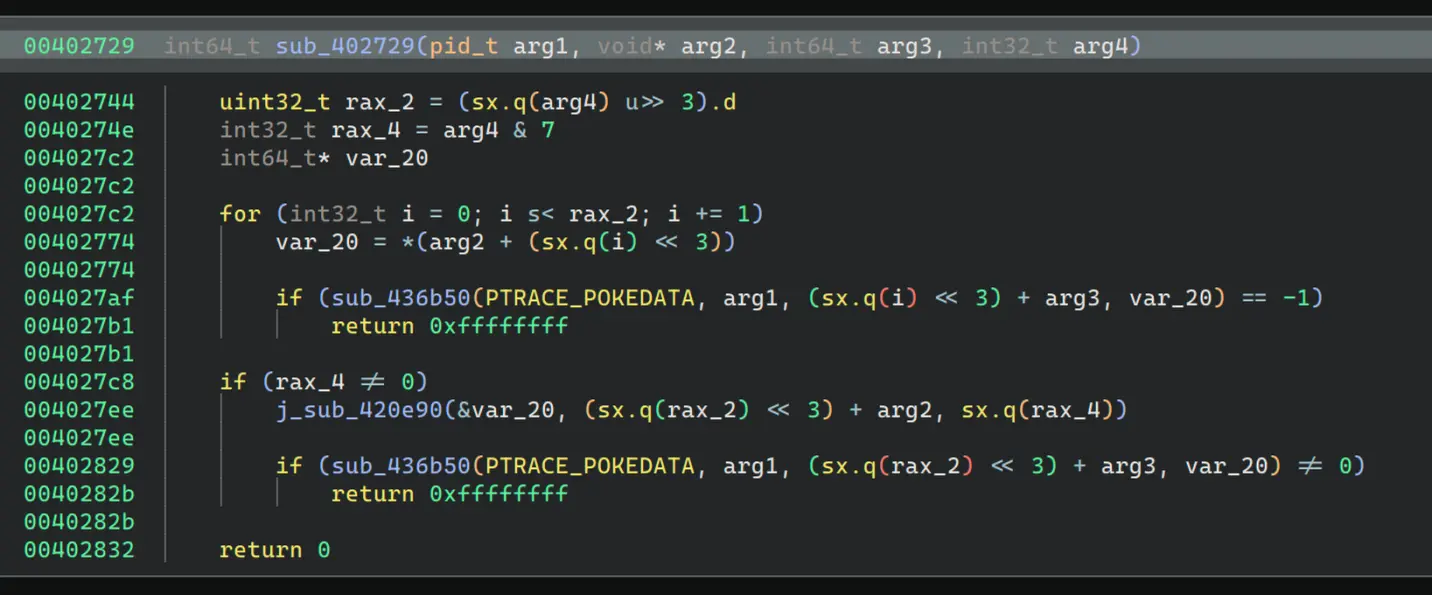 00402729 int64_t sub_402729(pid_t arg1, void* arg2, int64_t arg3, int32_t arg4)
00402744 uint32_t rax_2 = (sx.q(arg4) u>> 3).d
0040274e int32_t rax_4 = arg4 & 7
004027c2 int64_t* var_20
004027c2
004027c2 for (int32_t i = 0; i s< rax_2; i += 1)
00402774 var_20 = *(arg2 + (sx.q(i) << 3))
00402774
004027af if (sub_436b50(PTRACE_POKEDATA, arg1, (sx.q(i) << 3) + arg3, var_20) == -1)
004027b1 return 0xffffffff
004027b1
004027c8 if (rax_4 != 0)
004027ee j_sub_420e90(&var_20, (sx.q(rax_2) << 3) + arg2, sx.q(rax_4))
004027ee
00402829 if (sub_436b50(PTRACE_POKEDATA, arg1, (sx.q(rax_2) << 3) + arg3, var_20) != 0)
0040282b return 0xffffffff
0040282b
00402832 return 0